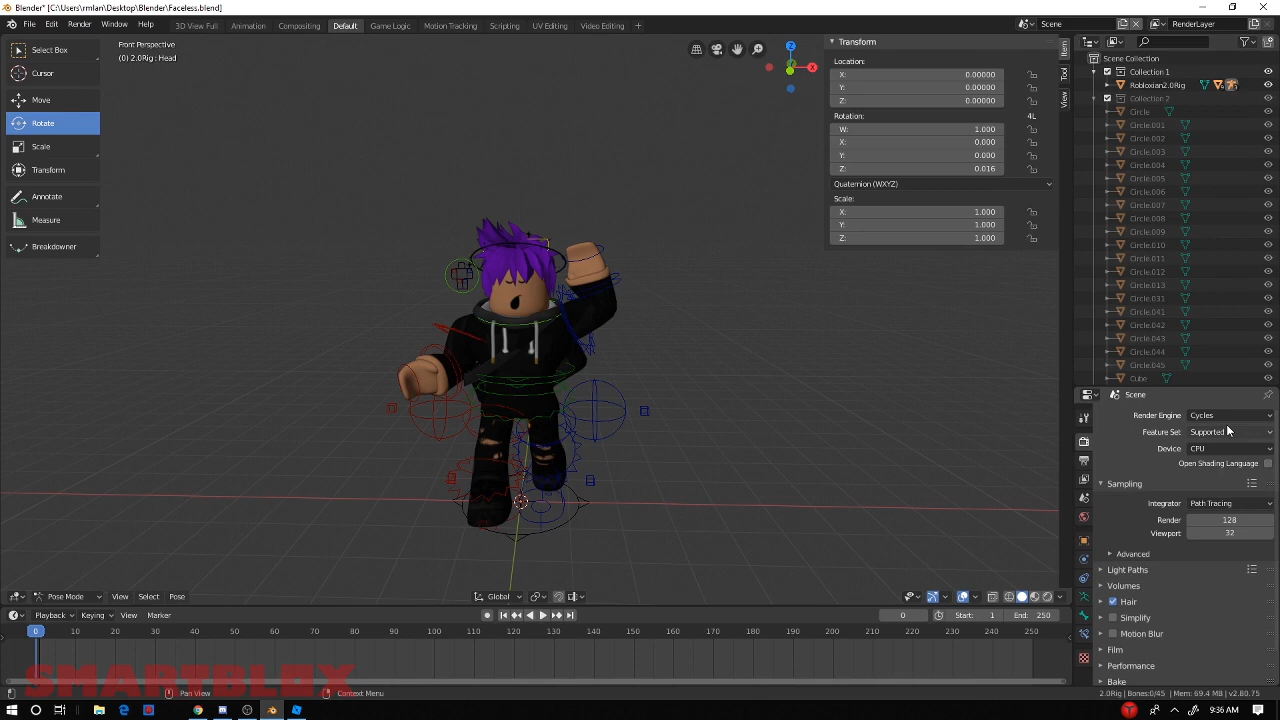 Blender* [C:\Users\rmlan\Desktop\Blender\Faceless.blend]
File Edit Render Window Help 3D View Full Animation Compositing Default Game Logic Motion Tracking Scripting UV Editing Video Editing + Scene RenderLayer
Select Box
Cursor
Move
Rotate
Scale
Transform
Annotate
Measure
Breakdowner
Front Perspective
(0) 2.0Rig : Head
Z
X
Transform
Location:
X: 0.00000
Y: 0.00000
Z: 0.00000
Rotation: 4L
W: 1.000
X: 0.000
Y: 0.000
Z: 0.016
Quaternion (WXYZ)
Scale:
X: 1.000
Y: 1.000
Z: 1.000
Item
Tool
View
Scene Collection
Collection 1
Robloxian2.0Rig
Collection 2
Circle
Circle.001
Circle.002
Circle.003
Circle.004
Circle.005
Circle.006
Circle.007
Circle.008
Circle.009
Circle.010
Circle.011
Circle.012
Circle.013
Circle.031
Circle.041
Circle.042
Circle.043
Circle.044
Circle.045
Cube
Scene
Render Engine Cycles
Feature Set Supported
Device CPU
Open Shading Language
Sampling
Integrator Path Tracing
Render 128
Viewport 32
Advanced
Light Paths
Volumes
Hair
Simplify
Motion Blur
Film
Performance
Bake
Pose Mode View Select Pose Global
Playback Keying View Marker 0 Start: 1 End: 250
0 10 20 30 40 50 60 70 80 90 100 110 120 130 140 150 160 170 180 190 200 210 220 230 240 250
SMARTBLOX
Pan View Context Menu 2.0Rig | Bones:0/45 | Mem: 69.4 MB | v2.80.75
9:36 AM